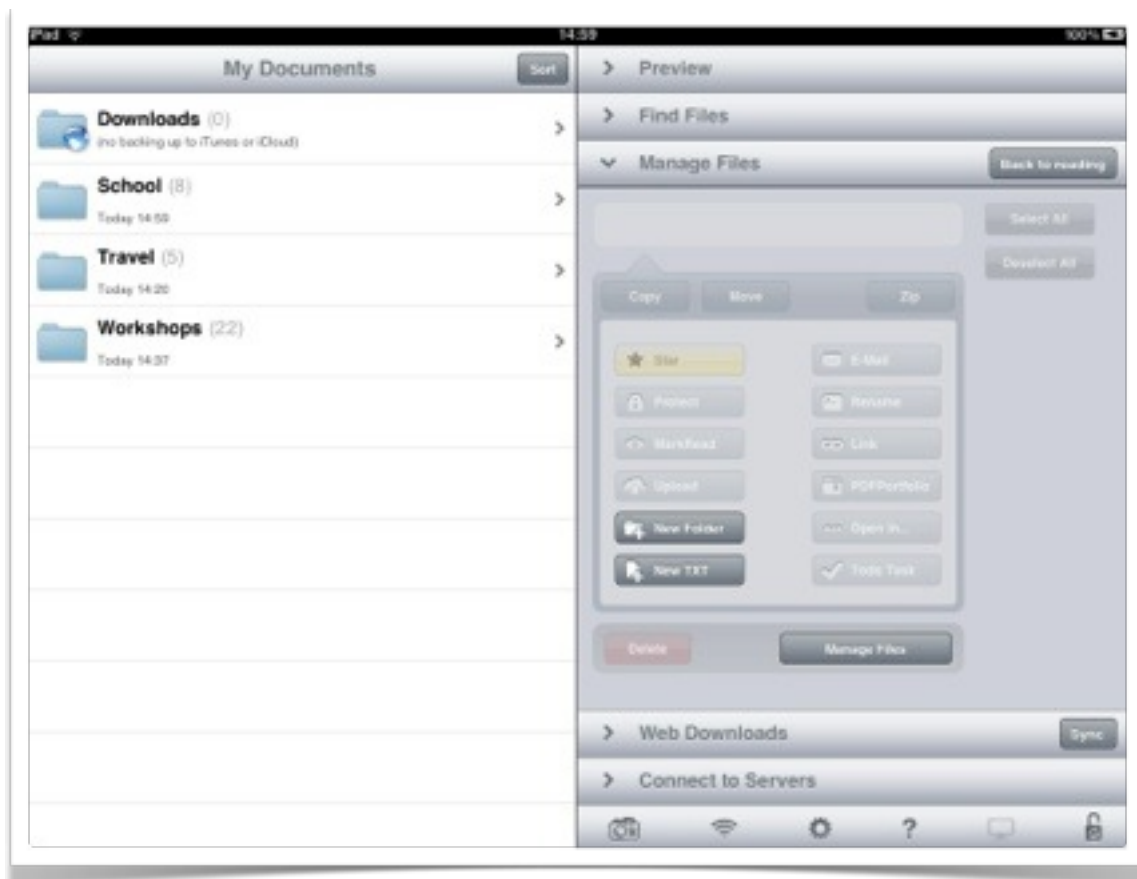 iPad 14:59 100%
My Documents Sort
Downloads (0)
(no backing up to iTunes or iCloud)
School (8)
Today 14:59
Travel (5)
Today 14:20
Workshops (22)
Today 14:37
Preview
Find Files
Manage Files Back to reading
Select All
Deselect All
Copy Move Zip
Star E-Mail
Protect Rename
MarkRead Link
Upload PDFPortfolio
New Folder Open In...
New TXT Todo Task
Delete Manage Files
Web Downloads Sync
Connect to Servers
?